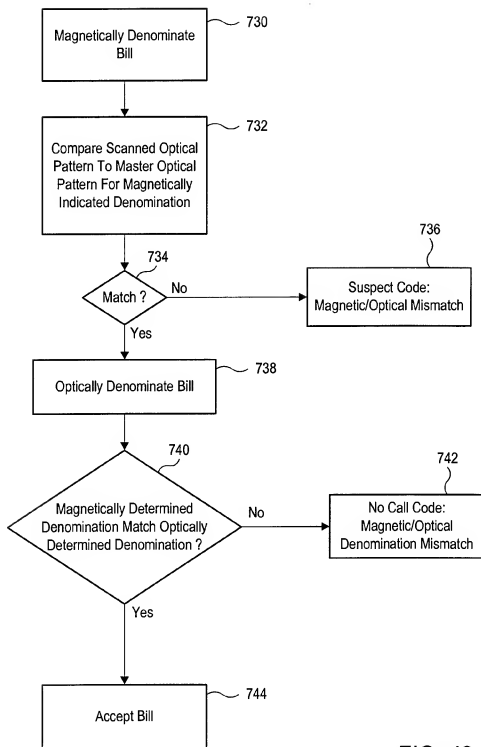 730
Magnetically Denominate
Bill
732
Compare Scanned Optical
Pattern To Master Optical
Pattern For Magnetically
Indicated Denomination
734
Match ?
No
736
Suspect Code:
Magnetic/Optical Mismatch
Yes
738
Optically Denominate Bill
740
Magnetically Determined
Denomination Match Optically
Determined Denomination ?
No
742
No Call Code:
Magnetic/Optical
Denomination Mismatch
Yes
744
Accept Bill